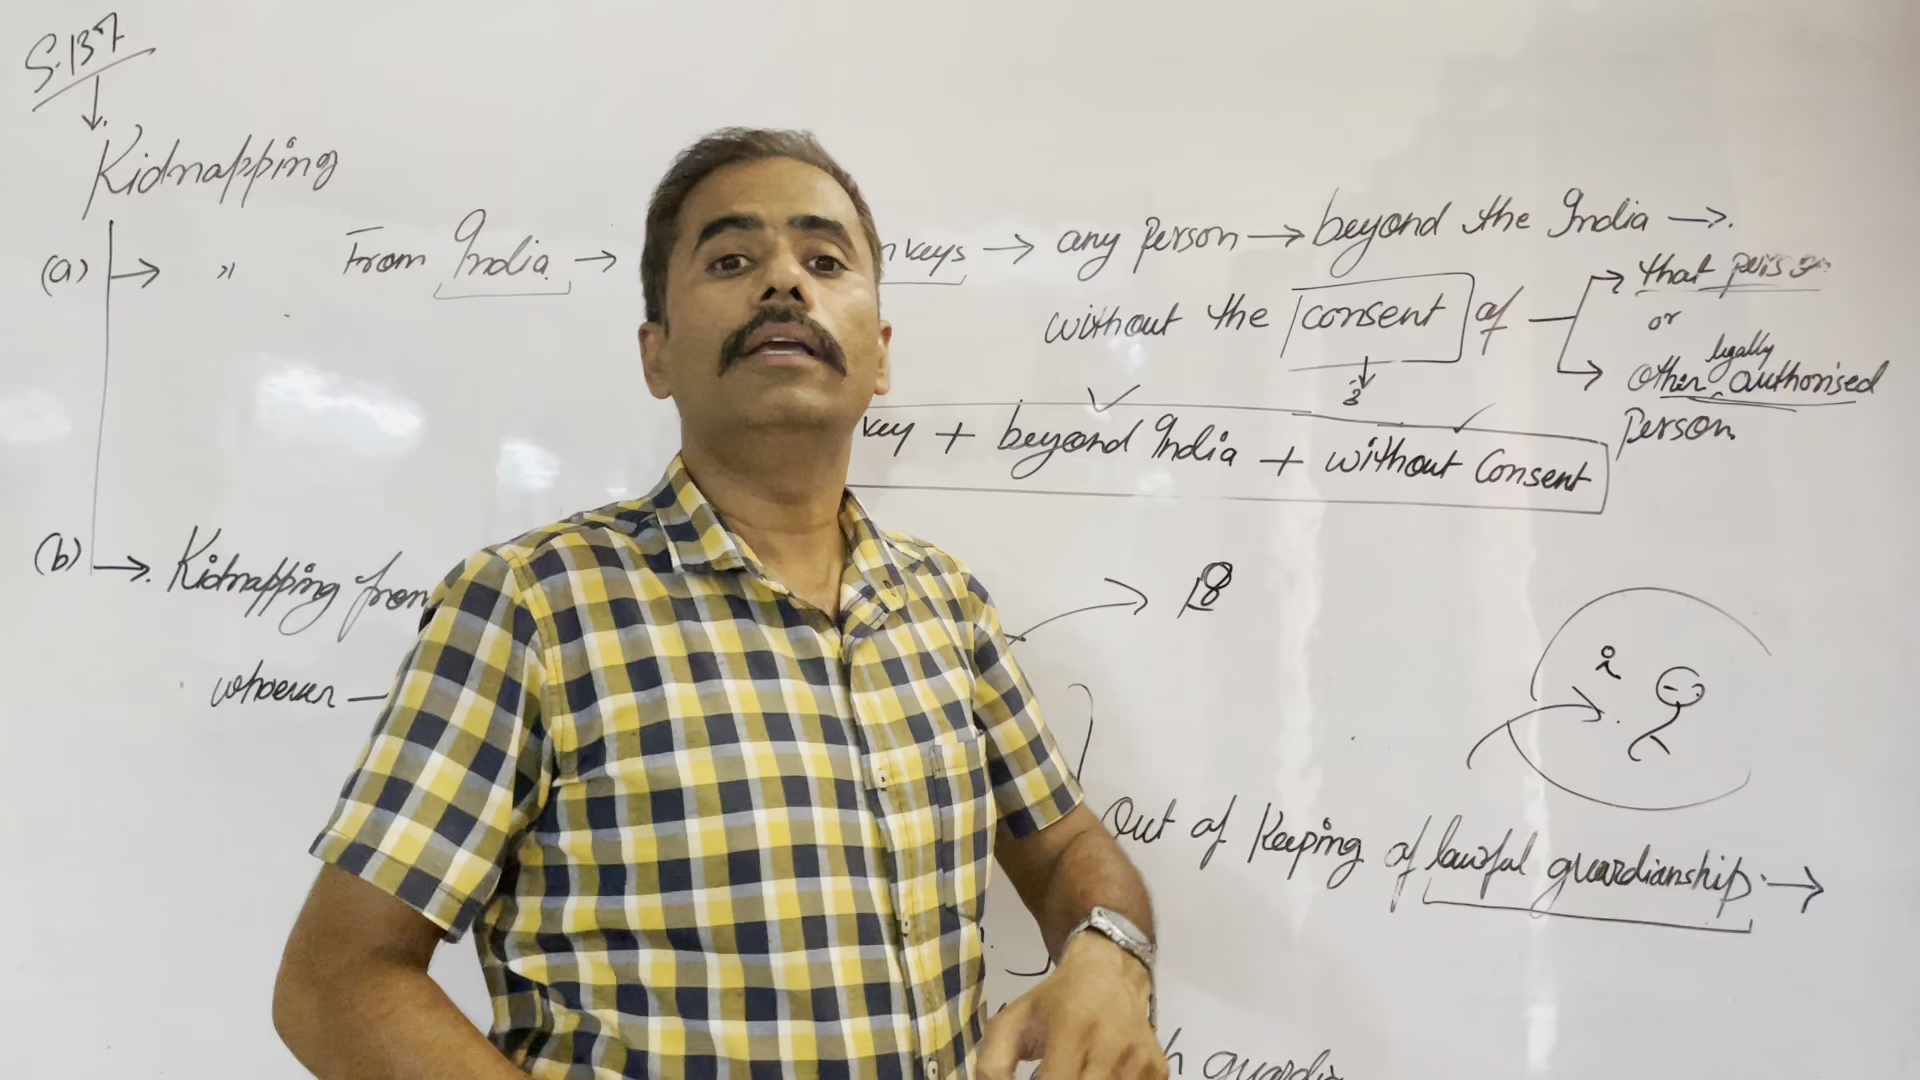 S.137
Kidnapping
(a) → " From India → nveys → any person → beyond the India →
without the consent of
that person
or
other legally authorised
person
vey + beyond India + without Consent
(b) → Kidnapping from
18
whoever —
Out of Keeping of lawful guardianship →
h guardi